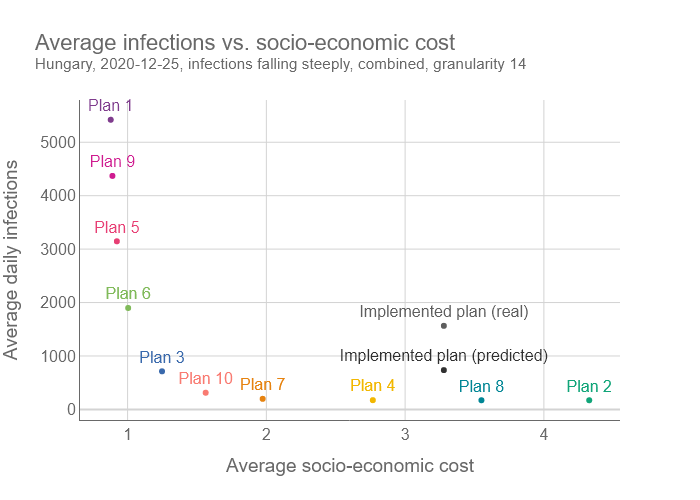 Average infections vs. socio-economic cost
Hungary, 2020-12-25, infections falling steeply, combined, granularity 14
Plan 1
5000
Plan 9
4000
Plan 5
3000
Plan 6
2000
Implemented plan (real)
1000
Plan 3
Implemented plan (predicted)
Plan 10
Plan 7
Plan 4
Plan 8
Plan 2
0
1
2
3
4
Average daily infections
Average socio-economic cost